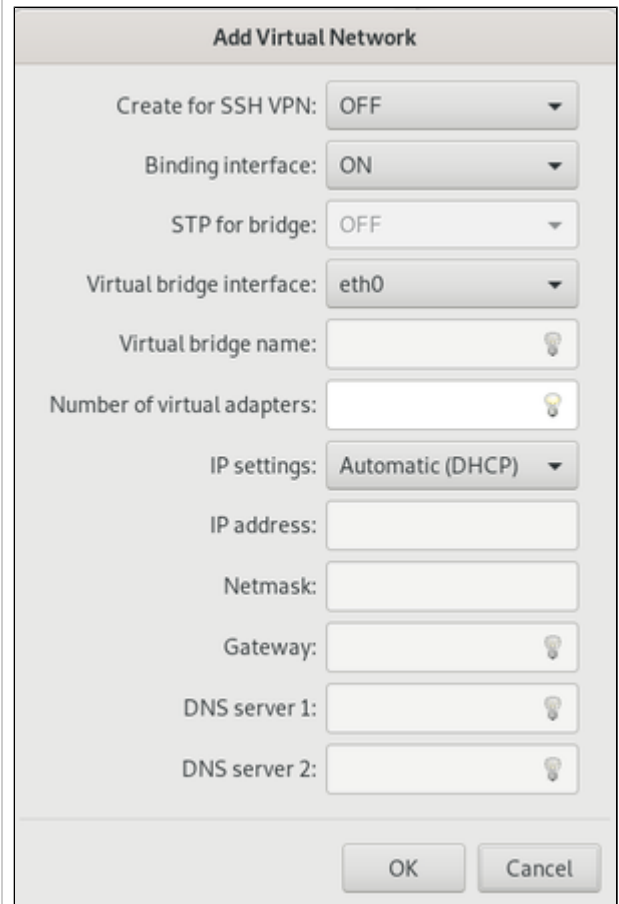 Add Virtual Network
Create for SSH VPN: OFF
Binding interface: ON
STP for bridge: OFF
Virtual bridge interface: eth0
Virtual bridge name:
Number of virtual adapters:
IP settings: Automatic (DHCP)
IP address:
Netmask:
Gateway:
DNS server 1:
DNS server 2:
OK Cancel